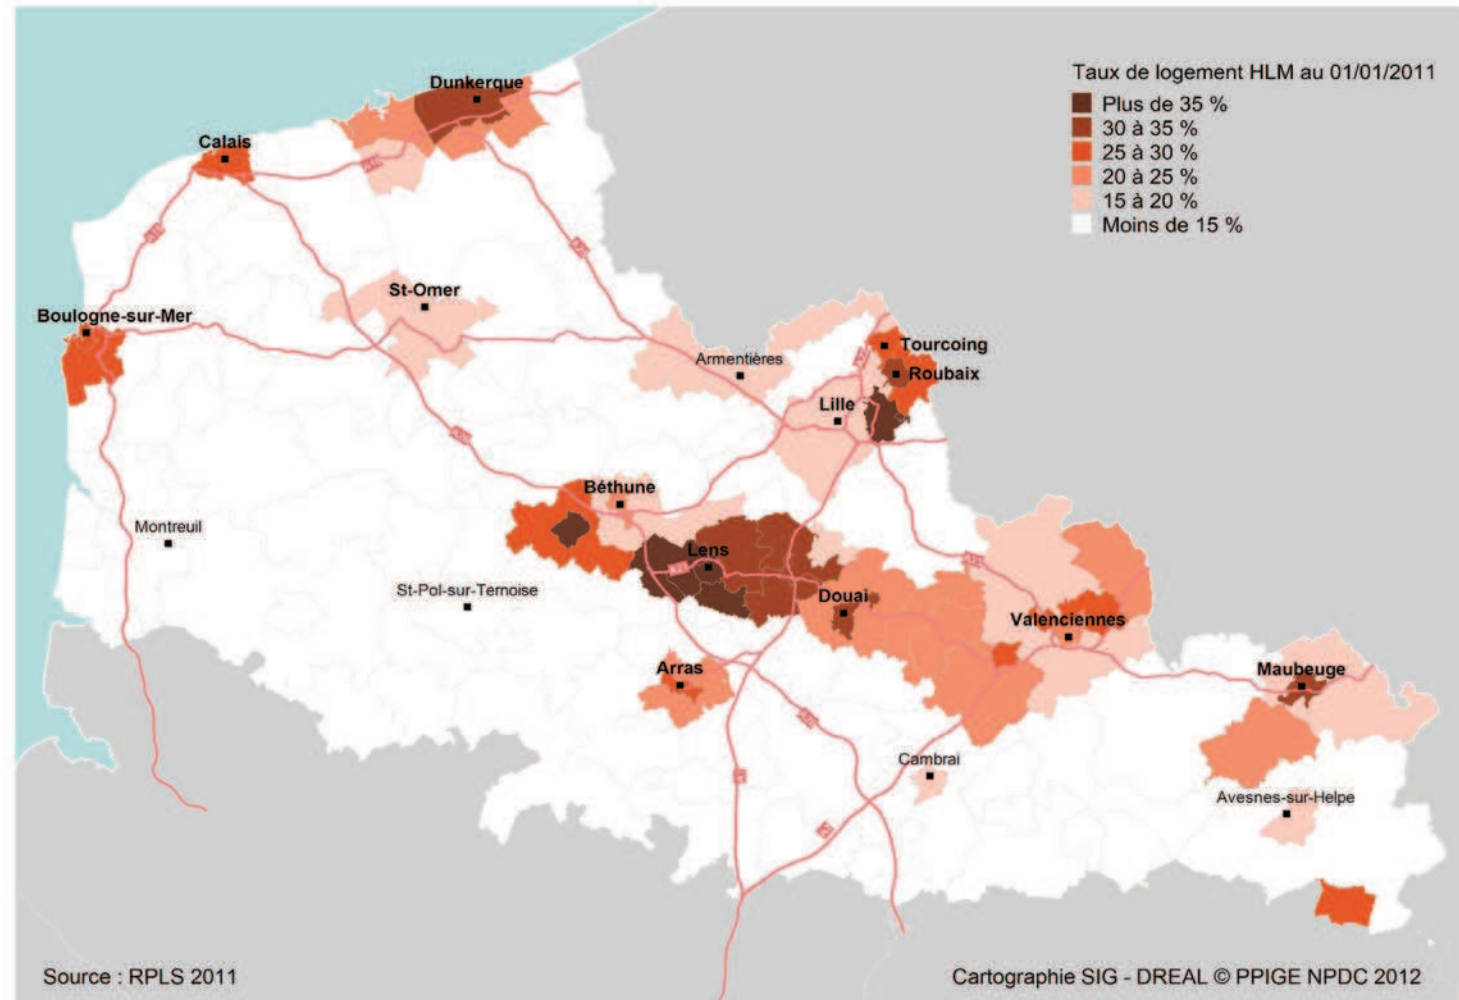 Taux de logement HLM au 01/01/2011
Plus de 35 %
30 à 35 %
25 à 30 %
20 à 25 %
15 à 20 %
Moins de 15 %
Dunkerque
Calais
St-Omer
Boulogne-sur-Mer
Armentières
Tourcoing
Roubaix
Lille
Béthune
Montreuil
Lens
St-Pol-sur-Ternoise
Douai
Valenciennes
Arras
Maubeuge
Cambrai
Avesnes-sur-Helpe
Source : RPLS 2011
Cartographie SIG - DREAL © PPIGE NPDC 2012